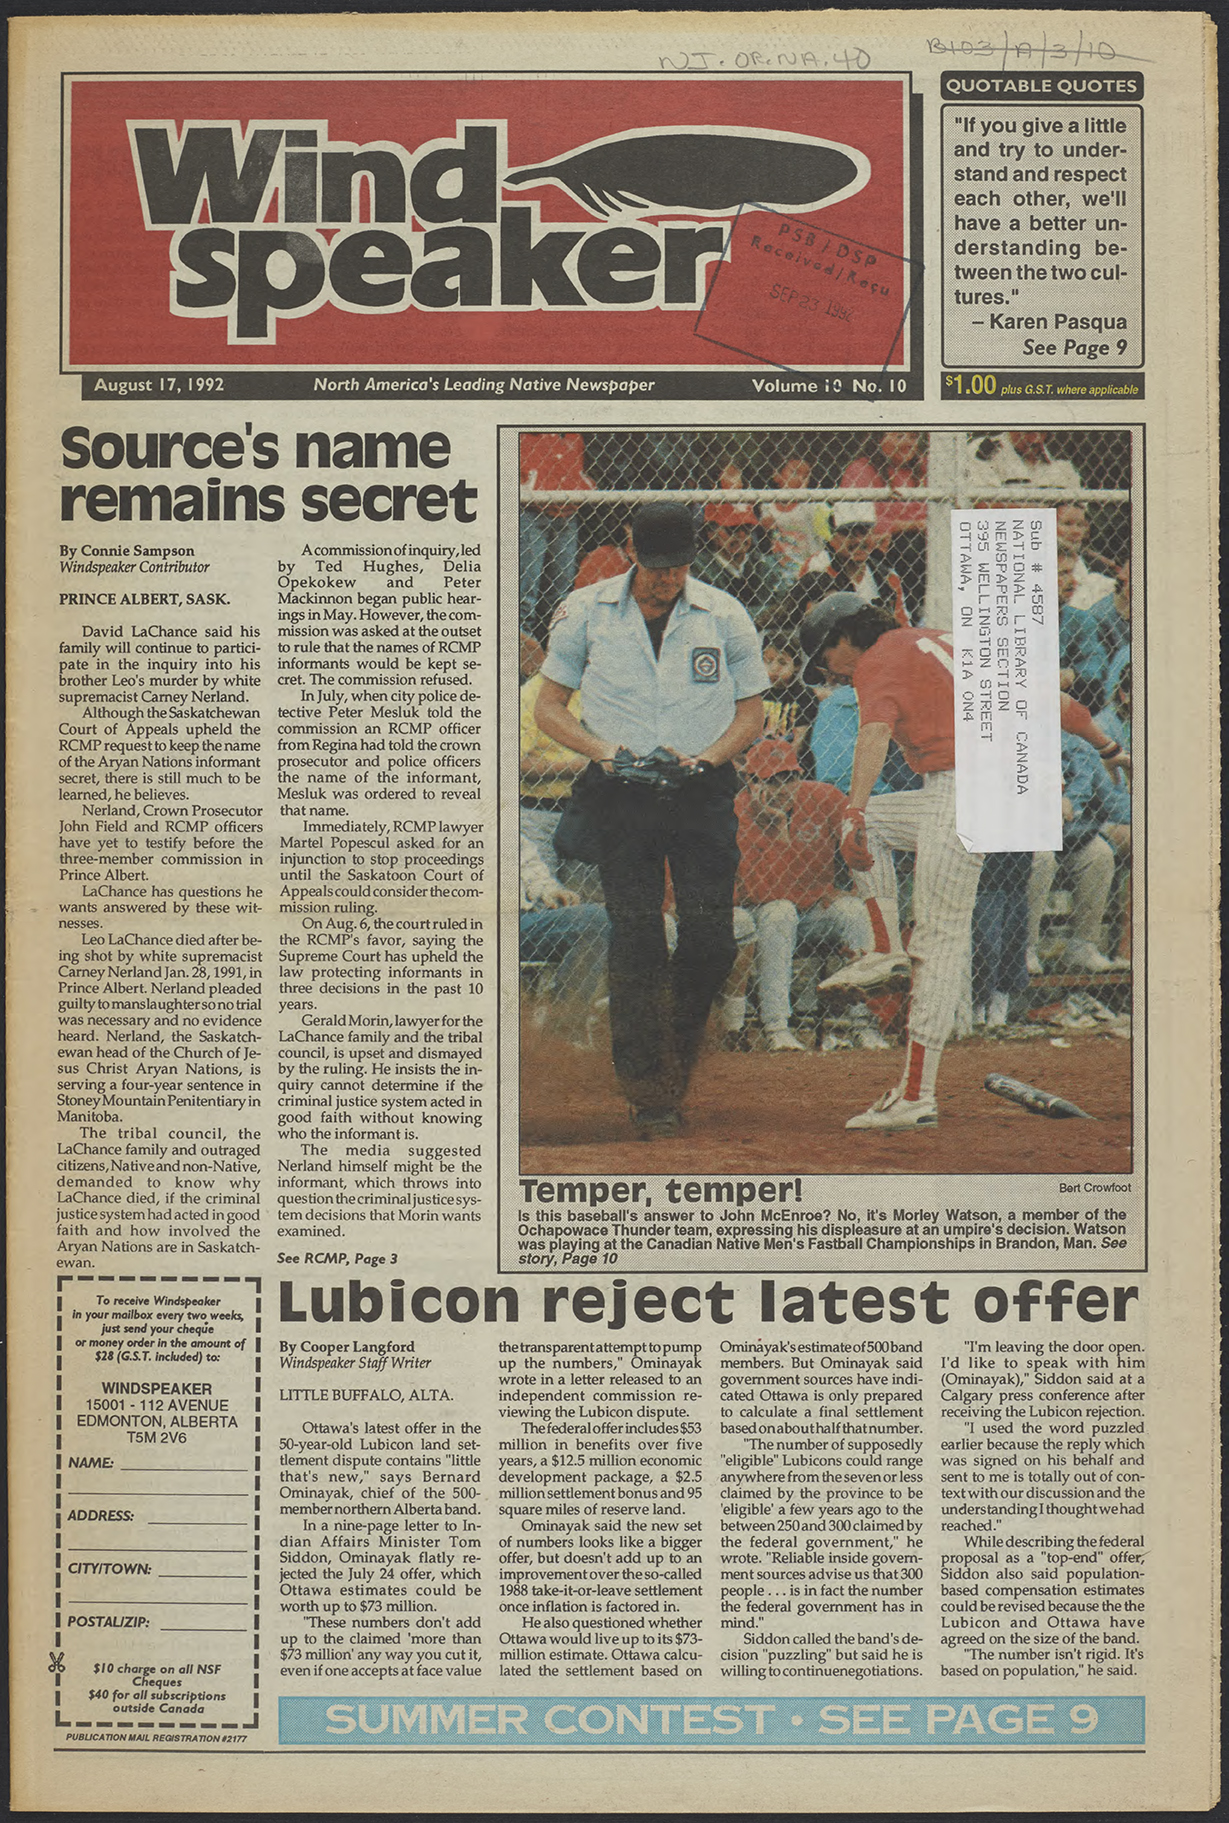 NJ.OR.NA.40
B103/A/3/10
Wind
speaker
PSB / DSP
Received / Reçu
SEP 23 1992
August 17, 1992
North America's Leading Native Newspaper
Volume 10 No. 10
QUOTABLE QUOTES
"If you give a little
and try to under-
stand and respect
each other, we'll
have a better un-
derstanding be-
tween the two cul-
tures."
– Karen Pasqua
See Page 9
$1.00 plus G.S.T. where applicable
Source's name
remains secret
By Connie Sampson
Windspeaker Contributor
PRINCE ALBERT, SASK.
David LaChance said his
family will continue to partici-
pate in the inquiry into his
brother Leo's murder by white
supremacist Carney Nerland.
Although the Saskatchewan
Court of Appeals upheld the
RCMP request to keep the name
of the Aryan Nations informant
secret, there is still much to be
learned, he believes.
Nerland, Crown Prosecutor
John Field and RCMP officers
have yet to testify before the
three-member commission in
Prince Albert.
LaChance has questions he
wants answered by these wit-
nesses.
Leo LaChance died after be-
ing shot by white supremacist
Carney Nerland Jan. 28, 1991, in
Prince Albert. Nerland pleaded
guilty to manslaughter so no trial
was necessary and no evidence
heard. Nerland, the Saskatch-
ewan head of the Church of Je-
sus Christ Aryan Nations, is
serving a four-year sentence in
Stoney Mountain Penitentiary in
Manitoba.
The tribal council, the
LaChance family and outraged
citizens, Native and non-Native,
demanded to know why
LaChance died, if the criminal
justice system had acted in good
faith and how involved the
Aryan Nations are in Saskatch-
ewan.
A commission of inquiry, led
by Ted Hughes, Delia
Opekokew and Peter
Mackinnon began public hear-
ings in May. However, the com-
mission was asked at the outset
to rule that the names of RCMP
informants would be kept se-
cret. The commission refused.
In July, when city police de-
tective Peter Mesluk told the
commission an RCMP officer
from Regina had told the crown
prosecutor and police officers
the name of the informant,
Mesluk was ordered to reveal
that name.
Immediately, RCMP lawyer
Martel Popescul asked for an
injunction to stop proceedings
until the Saskatoon Court of
Appeals could consider the com-
mission ruling.
On Aug. 6, the court ruled in
the RCMP's favor, saying the
Supreme Court has upheld the
law protecting informants in
three decisions in the past 10
years.
Gerald Morin, lawyer for the
LaChance family and the tribal
council, is upset and dismayed
by the ruling. He insists the in-
quiry cannot determine if the
criminal justice system acted in
good faith without knowing
who the informant is.
The media suggested
Nerland himself might be the
informant, which throws into
question the criminal justice sys-
tem decisions that Morin wants
examined.
See RCMP, Page 3
Sub # 4587
NATIONAL LIBRARY OF CANADA
NEWSPAPERS SECTION
395 WELLINGTON STREET
OTTAWA, ON K1A 0N4
Temper, temper!
Bert Crowfoot
Is this baseball's answer to John McEnroe? No, it's Morley Watson, a member of the
Ochapowace Thunder team, expressing his displeasure at an umpire's decision. Watson
was playing at the Canadian Native Men's Fastball Championships in Brandon, Man. See
story, Page 10
To receive Windspeaker
in your mailbox every two weeks,
just send your cheque
or money order in the amount of
$28 (G.S.T. Included) to:
WINDSPEAKER
15001 - 112 AVENUE
EDMONTON, ALBERTA
T5M 2V6
NAME:
ADDRESS:
CITY/TOWN:
POSTAL/ZIP:
$10 charge on all NSF
Cheques
$40 for all subscriptions
outside Canada
PUBLICATION MAIL REGISTRATION #2177
Lubicon reject latest offer
By Cooper Langford
Windspeaker Staff Writer
LITTLE BUFFALO, ALTA.
Ottawa's latest offer in the
50-year-old Lubicon land set-
tlement dispute contains "little
that's new," says Bernard
Ominayak, chief of the 500-
member northern Alberta band.
In a nine-page letter to In-
dian Affairs Minister Tom
Siddon, Ominayak flatly re-
jected the July 24 offer, which
Ottawa estimates could be
worth up to $73 million.
"These numbers don't add
up to the claimed 'more than
$73 million' any way you cut it,
even if one accepts at face value
the transparent attempt to pump
up the numbers," Ominayak
wrote in a letter released to an
independent commission re-
viewing the Lubicon dispute.
The federal offer includes $53
million in benefits over five
years, a $12.5 million economic
development package, a $2.5
million settlement bonus and 95
square miles of reserve land.
Ominayak said the new set
of numbers looks like a bigger
offer, but doesn't add up to an
improvement over the so-called
1988 take-it-or-leave settlement
once inflation is factored in.
He also questioned whether
Ottawa would live up to its $73-
million estimate. Ottawa calcu-
lated the settlement based on
Ominayak's estimate of 500 band
members. But Ominayak said
government sources have indi-
cated Ottawa is only prepared
to calculate a final settlement
based on about half that number.
"The number of supposedly
"eligible" Lubicons could range
anywhere from the seven or less
claimed by the province to be
'eligible' a few years ago to the
between 250 and 300 claimed by
the federal government," he
wrote. "Reliable inside govern-
ment sources advise us that 300
people . . . is in fact the number
the federal government has in
mind."
Siddon called the band's de-
cision "puzzling" but said he is
willing to continue negotiations.
"I'm leaving the door open.
I'd like to speak with him
(Ominayak)," Siddon said at a
Calgary press conference after
receiving the Lubicon rejection.
"I used the word puzzled
earlier because the reply which
was signed on his behalf and
sent to me is totally out of con-
text with our discussion and the
understanding I thought we had
reached."
While describing the federal
proposal as a "top-end" offer,
Siddon also said population-
based compensation estimates
could be revised because the the
Lubicon and Ottawa have
agreed on the size of the band.
"The number isn't rigid. It's
based on population," he said.
SUMMER CONTEST • SEE PAGE 9